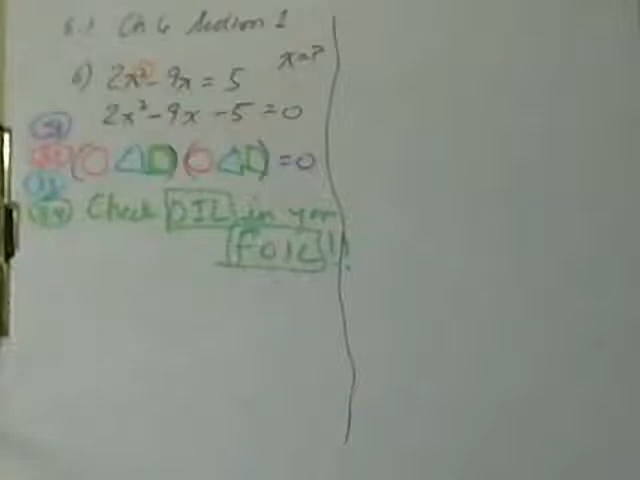 6.1 Ch 6 Section 1
6) 2x² - 9x = 5 x=?
2x² - 9x - 5 = 0
( ) ( ) = 0
Check OIL in your
FOIL!!